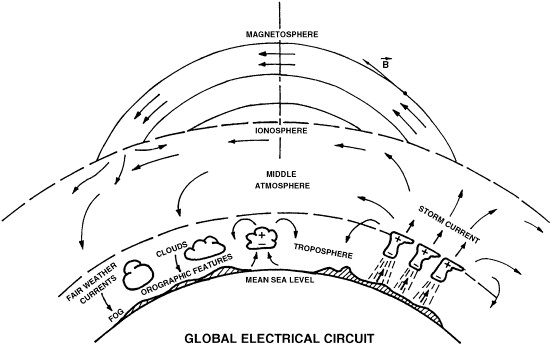 MAGNETOSPHERE
B
IONOSPHERE
MIDDLE
ATMOSPHERE
STORM CURRENT
+
−
+
+
+
TROPOSPHERE
CLOUDS
OROGRAPHIC FEATURES
FAIR WEATHER
CURRENTS
FOG
MEAN SEA LEVEL
GLOBAL ELECTRICAL CIRCUIT